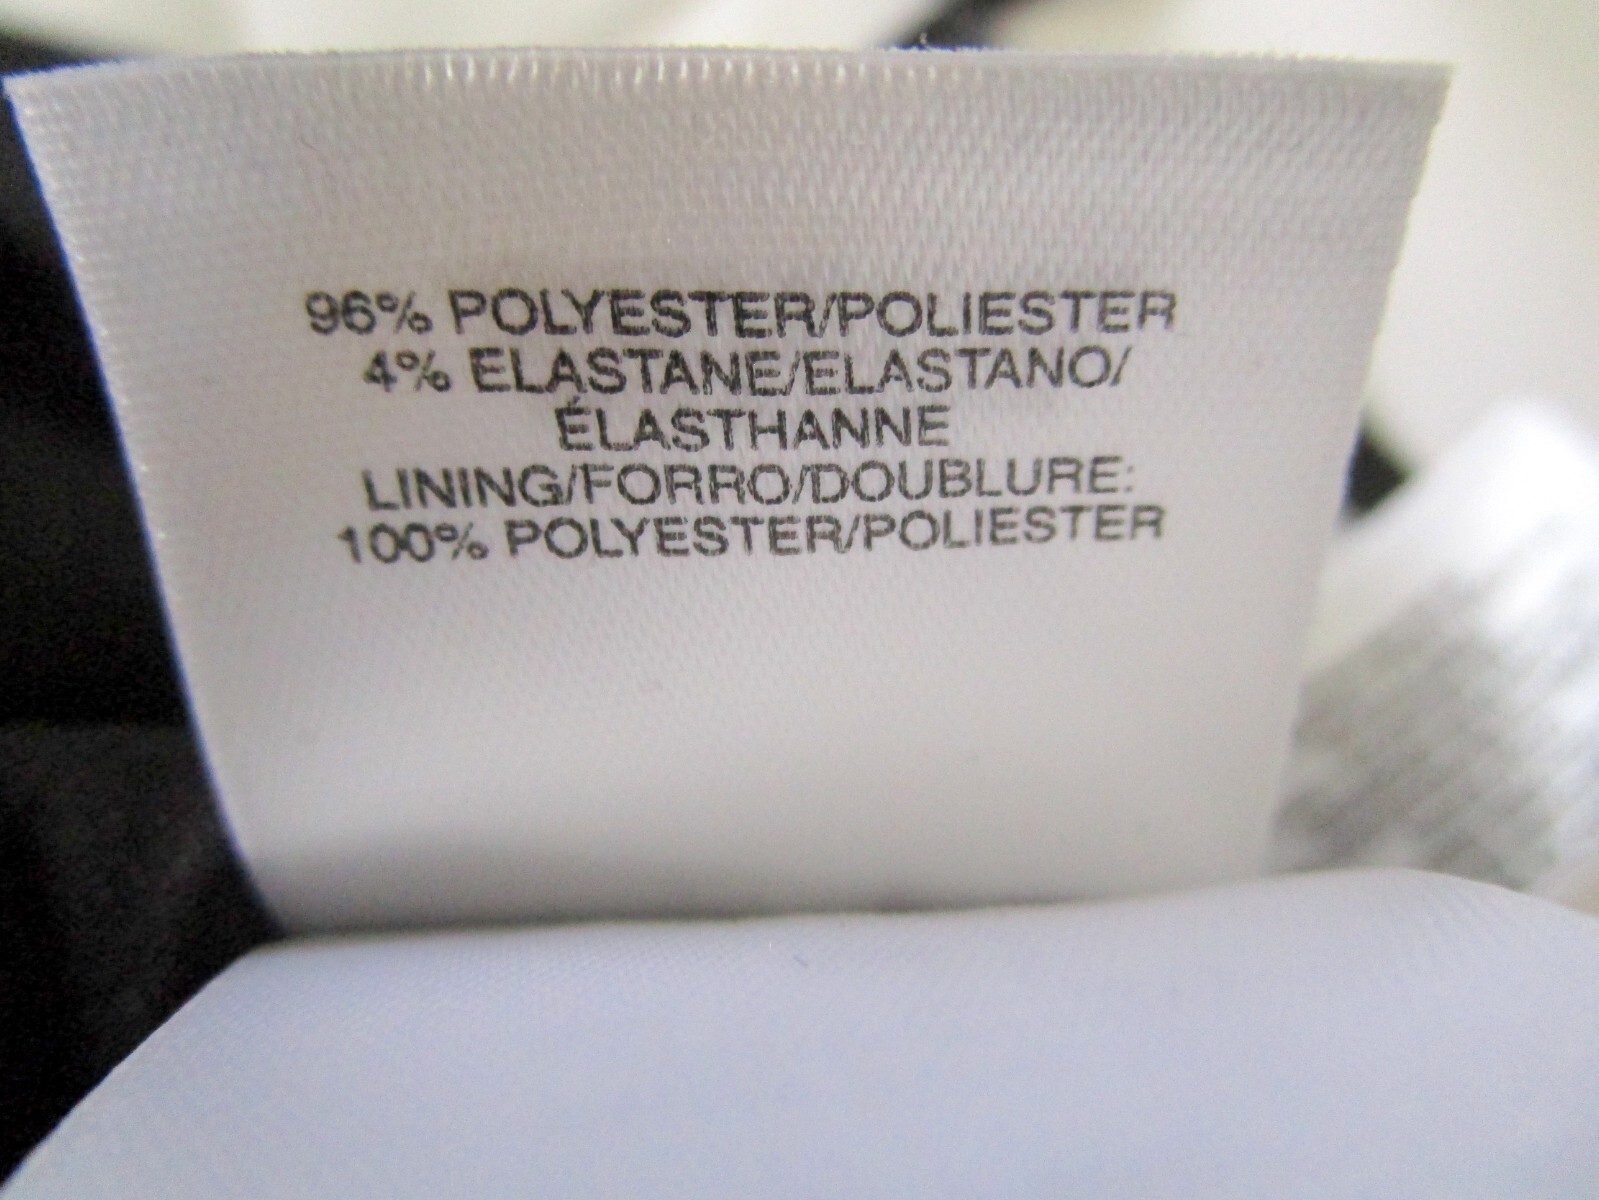 96% POLYESTER/POLIESTER
4% ELASTANE/ELASTANO/
ÉLASTHANNE
LINING/FORRO/DOUBLURE:
100% POLYESTER/POLIESTER